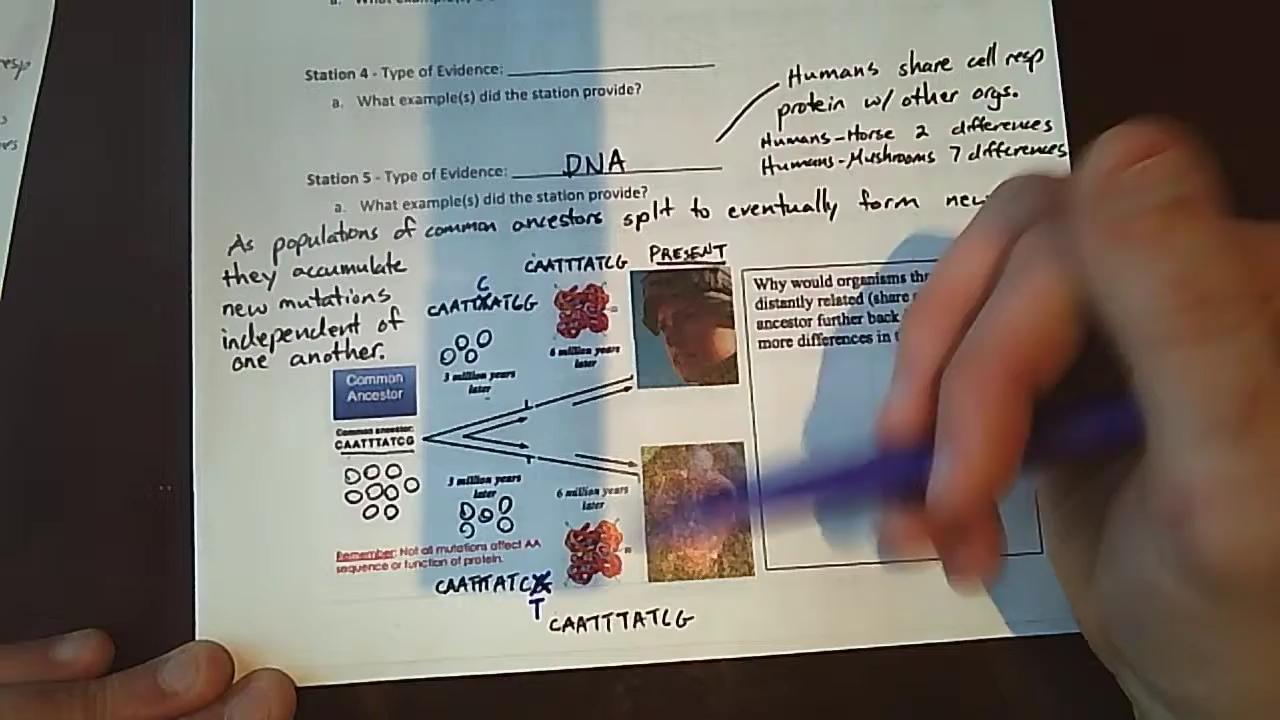 resp
Station 4 - Type of Evidence:
a. What example(s) did the station provide?
Humans share cell resp
protein w/ other orgs.
Humans-Horse 2 differences
Humans-Mushrooms 7 differences
Station 5 - Type of Evidence: DNA
a. What example(s) did the station provide?
As populations of common ancestors split to eventually form
they accumulate
new mutations
independent of
one another.
CAATTTATCG PRESENT
C
6 million years
later
3 million years
later
Why would organisms
distantly related (share
ancestor further back
more differences in
Common
Ancestor
Common ancestor:
CAATTTATCG
3 million years
later
6 million years
later
Remember: Not all mutations affect AA
sequence or function of protein.
T
CAATTTATCG